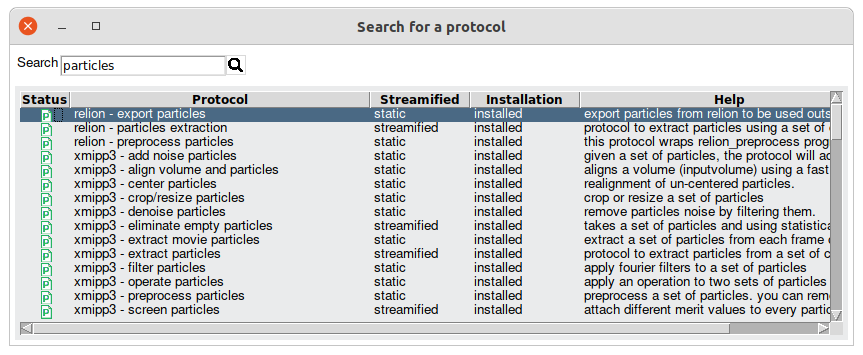 Search for a protocol
Search particles
Status Protocol Streamified Installation Help
relion - export particles static installed export particles from relion to be used outs
relion - particles extraction streamified installed protocol to extract particles using a set of
relion - preprocess particles static installed this protocol wraps relion_preprocess prog
xmipp3 - add noise particles static installed given a set of particles, the protocol will ad
xmipp3 - align volume and particles static installed aligns a volume (inputvolume) using a fast
xmipp3 - center particles static installed realignment of un-centered particles.
xmipp3 - crop/resize particles static installed crop or resize a set of particles
xmipp3 - denoise particles static installed remove particles noise by filtering them.
xmipp3 - eliminate empty particles streamified installed takes a set of particles and using statistica
xmipp3 - extract movie particles static installed extract a set of particles from each frame
xmipp3 - extract particles streamified installed protocol to extract particles from a set of c
xmipp3 - filter particles static installed apply fourier filters to a set of particles
xmipp3 - operate particles static installed apply an operation to two sets of particles
xmipp3 - preprocess particles static installed preprocess a set of particles. you can rem
xmipp3 - screen particles streamified installed attach different merit values to every partic